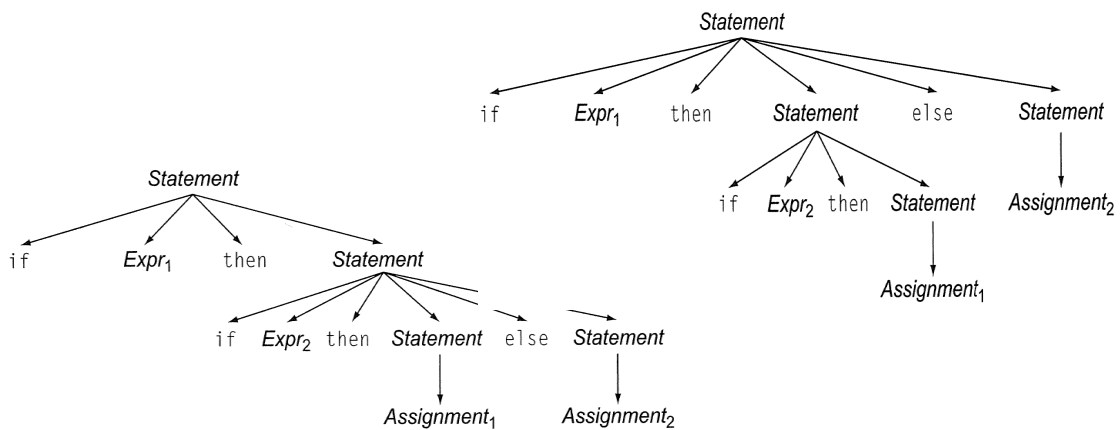 Statement
if Expr1 then Statement else Statement
if Expr2 then Statement Assignment2
Assignment1
Statement
if Expr1 then Statement
if Expr2 then Statement else Statement
Assignment1 Assignment2